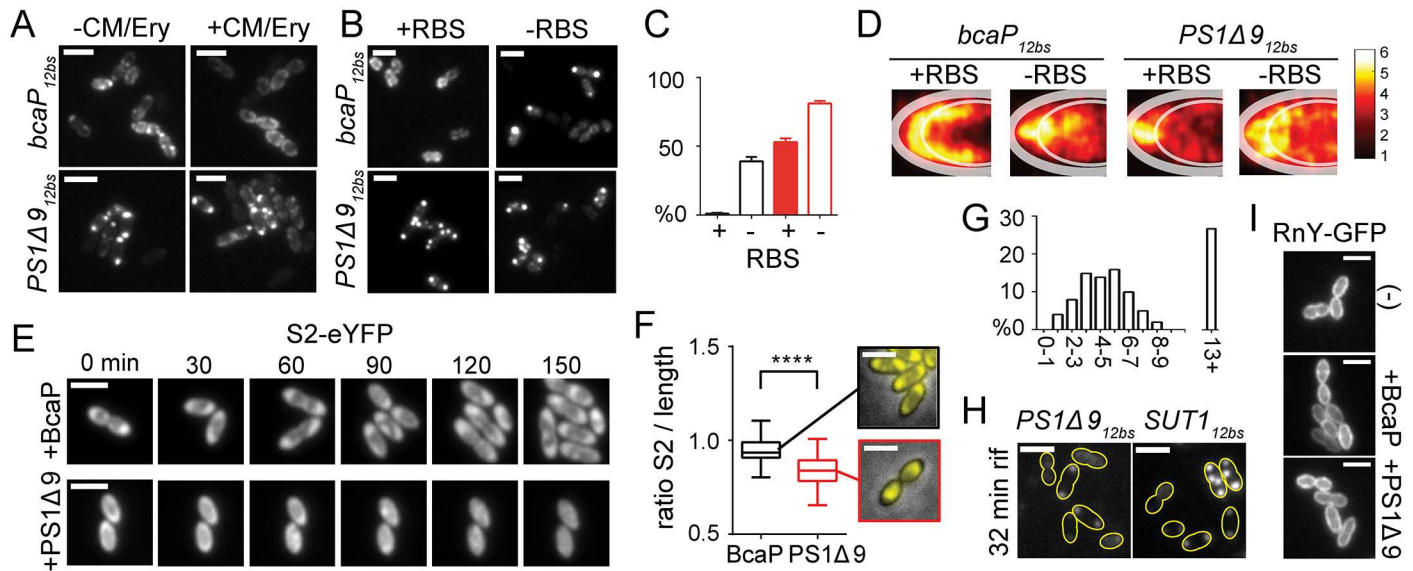 A
-CM/Ery
+CM/Ery
bcaP12bs
PS1Δ912bs
B
+RBS
-RBS
bcaP12bs
PS1Δ912bs
C
100
50
%0
+
-
+
-
RBS
D
bcaP12bs
PS1Δ912bs
+RBS
-RBS
+RBS
-RBS
6
5
4
3
2
1
E
S2-eYFP
0 min
30
60
90
120
150
+BcaP
+PS1Δ9
F
ratio S2 / length
1.5
1.0
0.5
****
BcaP
PS1Δ9
G
30
20
10
%0
0-1
2-3
4-5
6-7
8-9
13+
H
PS1Δ912bs
SUT112bs
32 min rif
I
RnY-GFP
(-)
+BcaP
+PS1Δ9